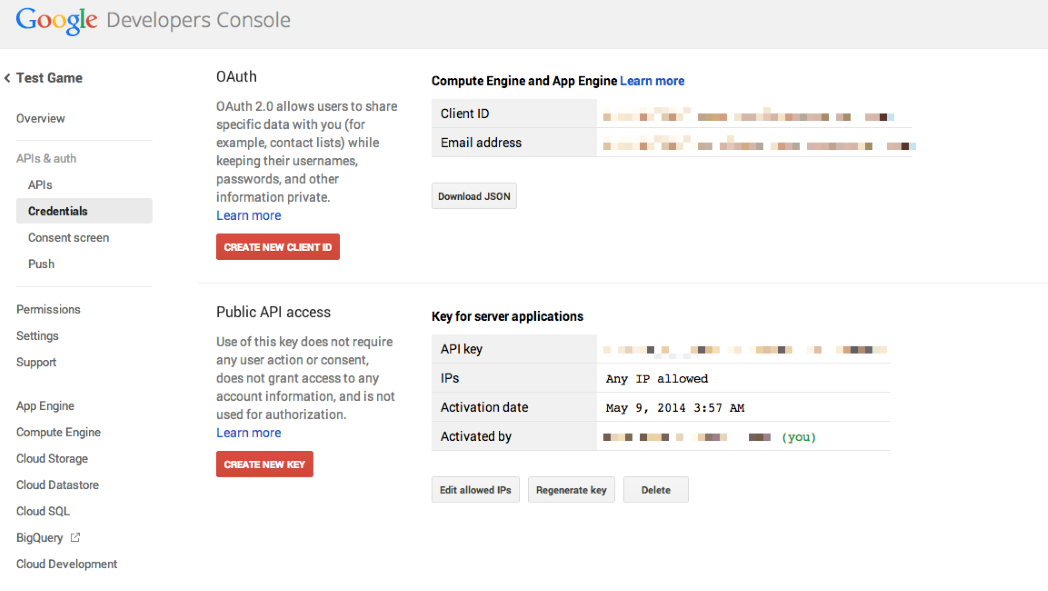 Google Developers Console
Test Game
Overview
APIs & auth
APIs
Credentials
Consent screen
Push
Permissions
Settings
Support
App Engine
Compute Engine
Cloud Storage
Cloud Datastore
Cloud SQL
BigQuery
Cloud Development
OAuth
OAuth 2.0 allows users to share
specific data with you (for
example, contact lists) while
keeping their usernames,
passwords, and other
information private.
Learn more
CREATE NEW CLIENT ID
Compute Engine and App Engine Learn more
Client ID
Email address
Download JSON
Public API access
Use of this key does not require
any user action or consent,
does not grant access to any
account information, and is not
used for authorization.
Learn more
CREATE NEW KEY
Key for server applications
API key
IPs Any IP allowed
Activation date May 9, 2014 3:57 AM
Activated by (you)
Edit allowed IPs Regenerate key Delete